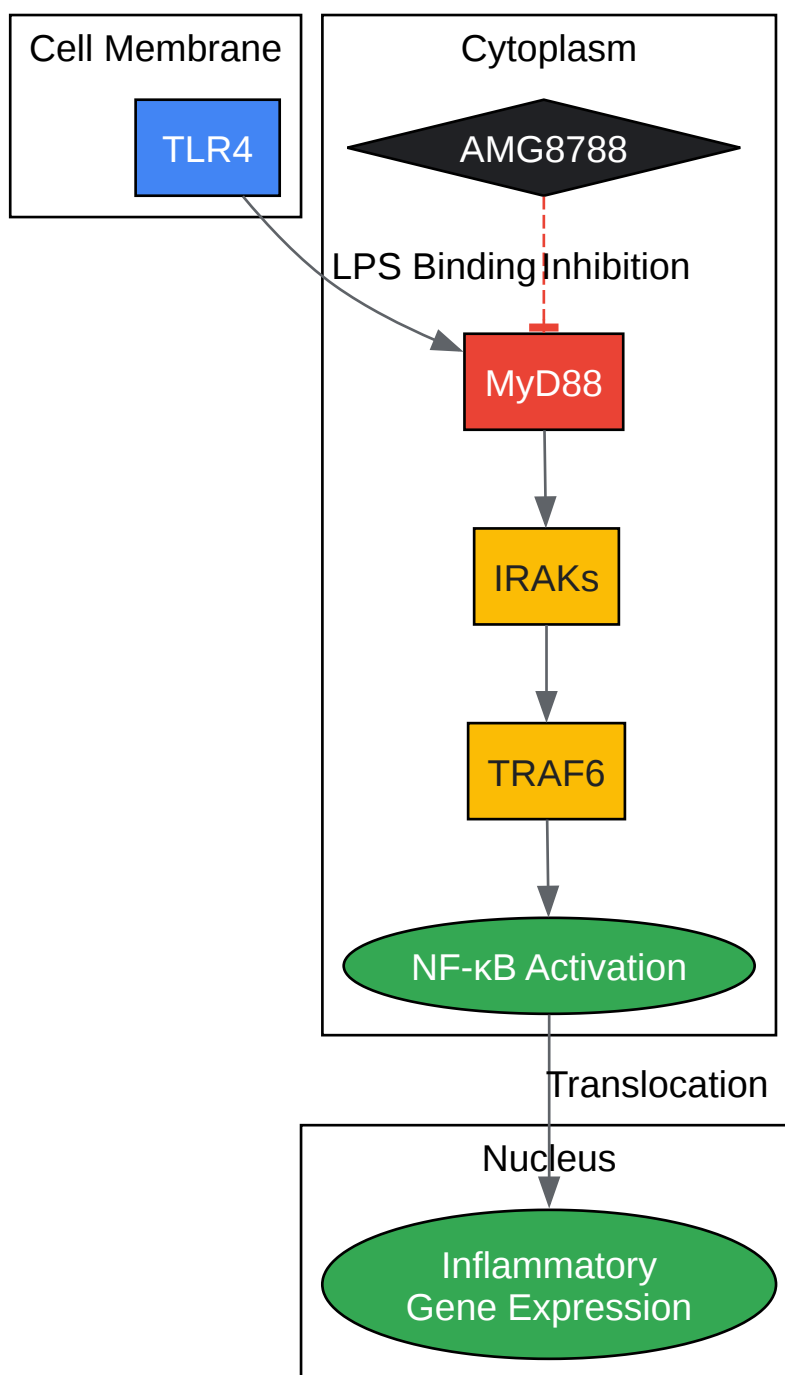 Cell Membrane
TLR4
Cytoplasm
AMG8788
LPS Binding
Inhibition
MyD88
IRAKs
TRAF6
NF-κB Activation
Translocation
Nucleus
Inflammatory
Gene Expression